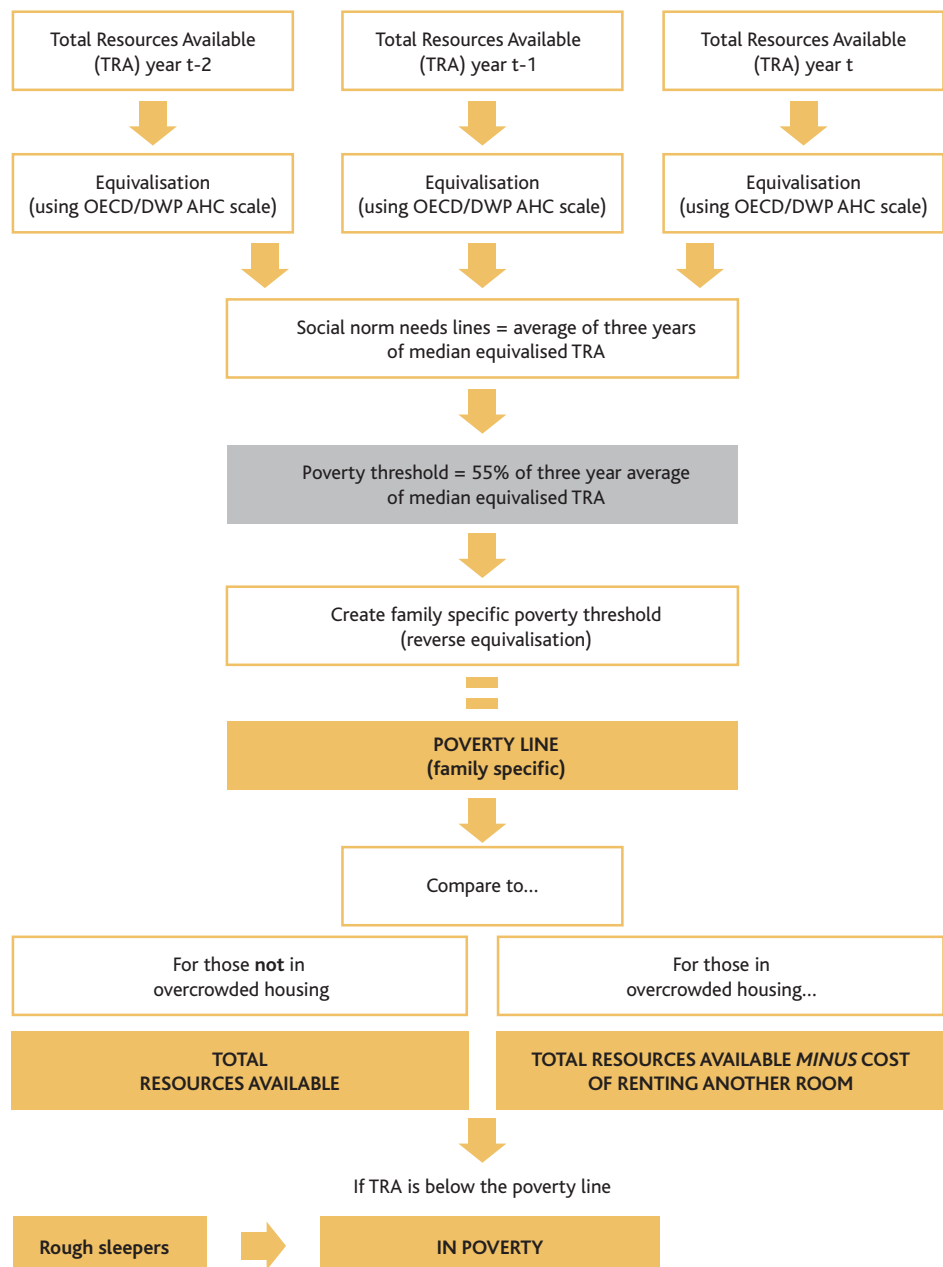 Total Resources Available
(TRA) year t-2
Total Resources Available
(TRA) year t-1
Total Resources Available
(TRA) year t
Equivalisation
(using OECD/DWP AHC scale)
Equivalisation
(using OECD/DWP AHC scale)
Equivalisation
(using OECD/DWP AHC scale)
Social norm needs lines = average of three years
of median equivalised TRA
Poverty threshold = 55% of three year average
of median equivalised TRA
Create family specific poverty threshold
(reverse equivalisation)
POVERTY LINE
(family specific)
Compare to...
For those not in
overcrowded housing
For those in
overcrowded housing...
TOTAL
RESOURCES AVAILABLE
TOTAL RESOURCES AVAILABLE MINUS COST
OF RENTING ANOTHER ROOM
If TRA is below the poverty line
Rough sleepers
IN POVERTY